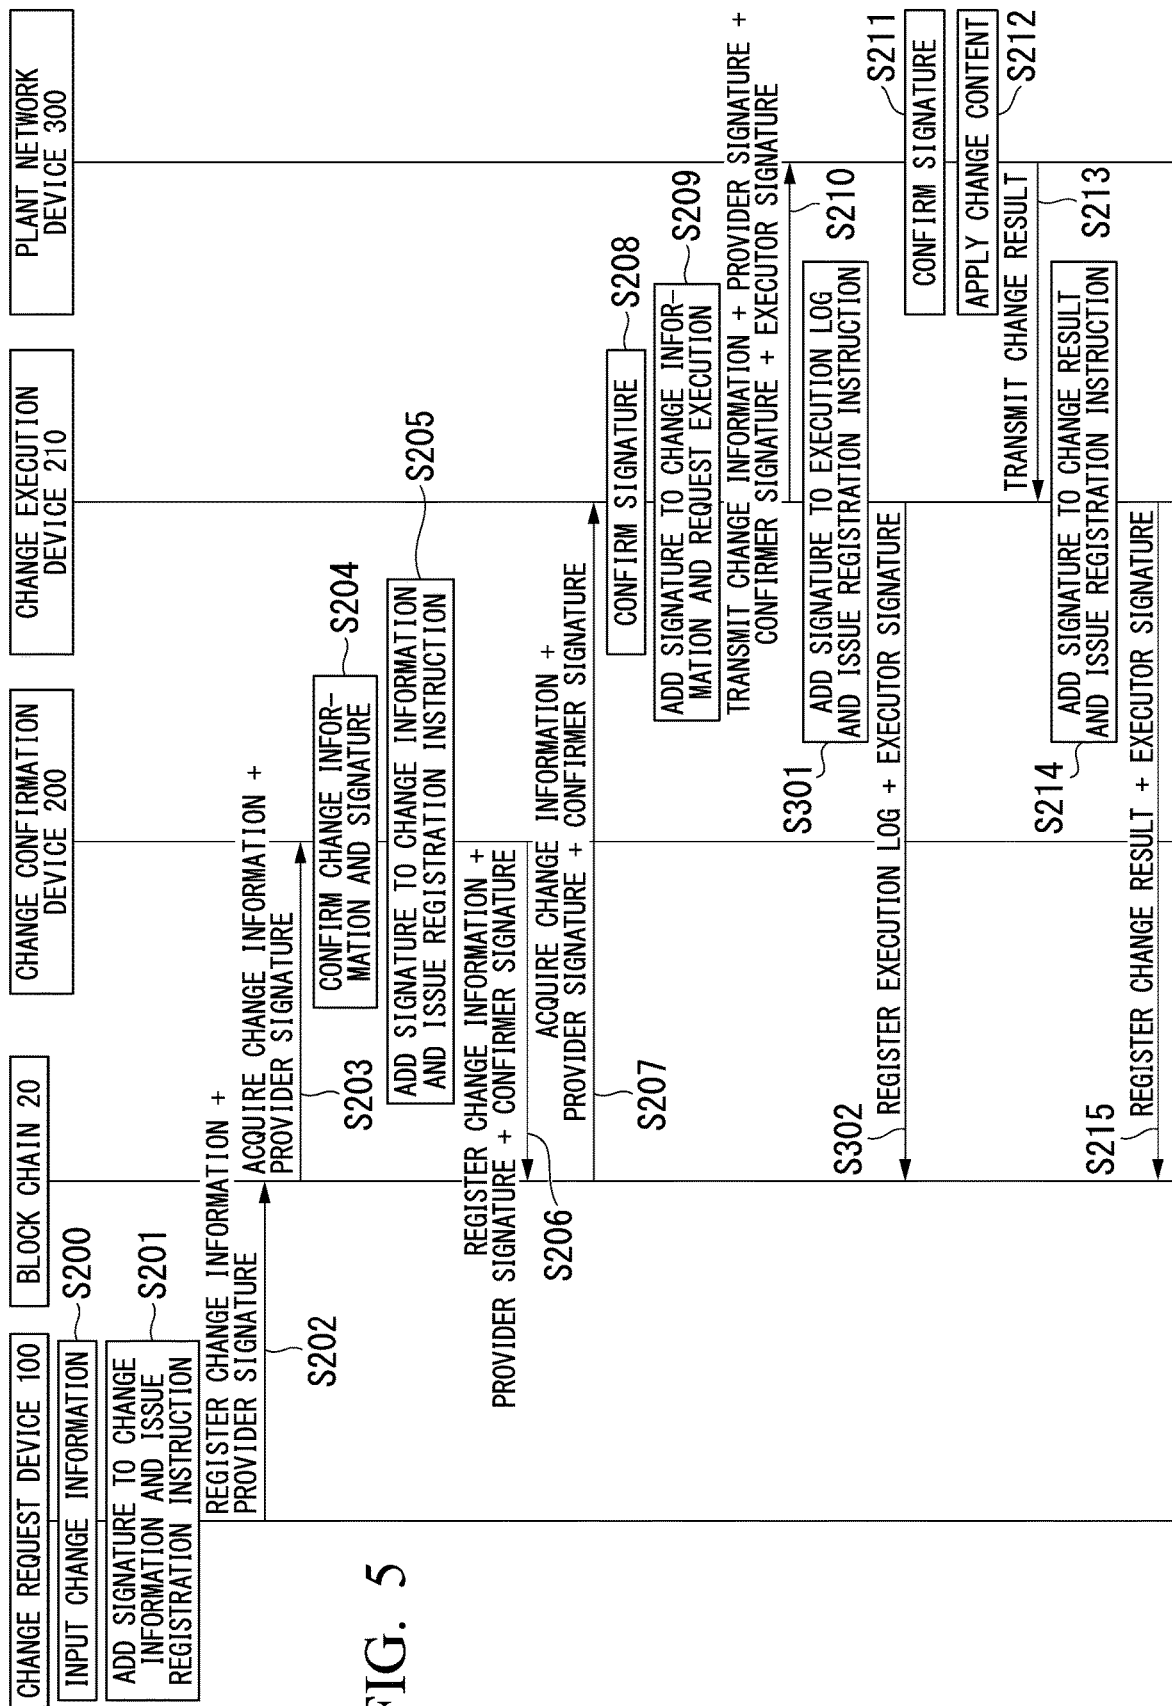 FIG. 5
CHANGE REQUEST DEVICE 100
BLOCK CHAIN 20
CHANGE CONFIRMATION
DEVICE 200
CHANGE EXECUTION
DEVICE 210
PLANT NETWORK
DEVICE 300
INPUT CHANGE INFORMATION
S200
ADD SIGNATURE TO CHANGE
INFORMATION AND ISSUE
REGISTRATION INSTRUCTION
S201
REGISTER CHANGE INFORMATION +
PROVIDER SIGNATURE
S202
ACQUIRE CHANGE INFORMATION +
PROVIDER SIGNATURE
S203
CONFIRM CHANGE INFOR-
MATION AND SIGNATURE
S204
ADD SIGNATURE TO CHANGE INFORMATION
AND ISSUE REGISTRATION INSTRUCTION
S205
REGISTER CHANGE INFORMATION +
PROVIDER SIGNATURE + CONFIRMER SIGNATURE
S206
ACQUIRE CHANGE INFORMATION +
PROVIDER SIGNATURE + CONFIRMER SIGNATURE
S207
CONFIRM SIGNATURE
S208
ADD SIGNATURE TO CHANGE INFOR-
MATION AND REQUEST EXECUTION
S209
TRANSMIT CHANGE INFORMATION + PROVIDER SIGNATURE +
CONFIRMER SIGNATURE + EXECUTOR SIGNATURE
S210
ADD SIGNATURE TO EXECUTION LOG
AND ISSUE REGISTRATION INSTRUCTION
S301
REGISTER EXECUTION LOG + EXECUTOR SIGNATURE
S302
CONFIRM SIGNATURE
S211
APPLY CHANGE CONTENT
S212
TRANSMIT CHANGE RESULT
S213
ADD SIGNATURE TO CHANGE RESULT
AND ISSUE REGISTRATION INSTRUCTION
S214
REGISTER CHANGE RESULT + EXECUTOR SIGNATURE
S215